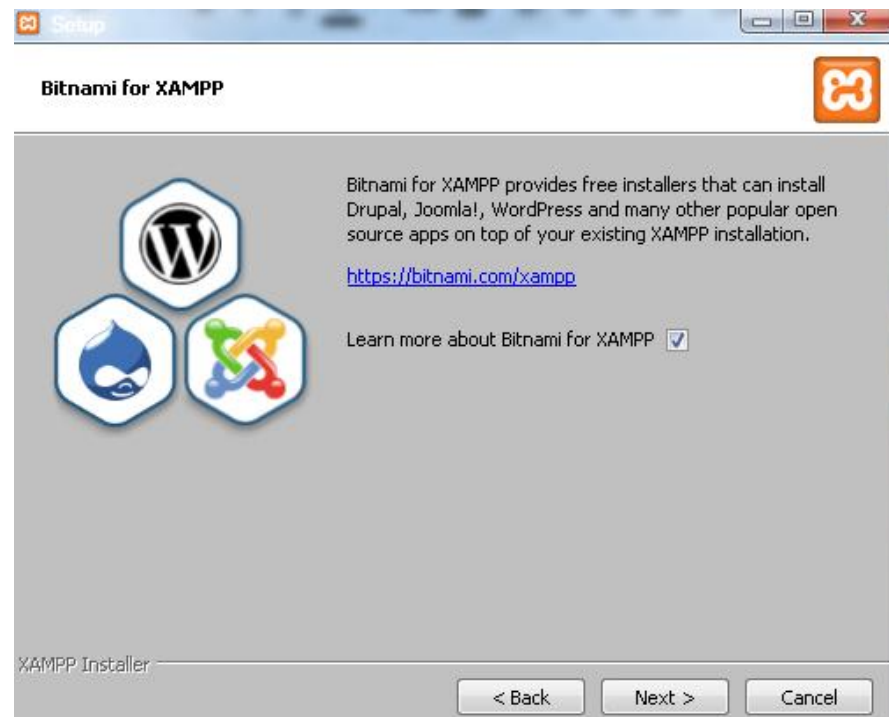 Setup
Bitnami for XAMPP
Bitnami for XAMPP provides free installers that can install
Drupal, Joomla!, WordPress and many other popular open
source apps on top of your existing XAMPP installation.
https://bitnami.com/xampp
Learn more about Bitnami for XAMPP
XAMPP Installer
< Back
Next >
Cancel